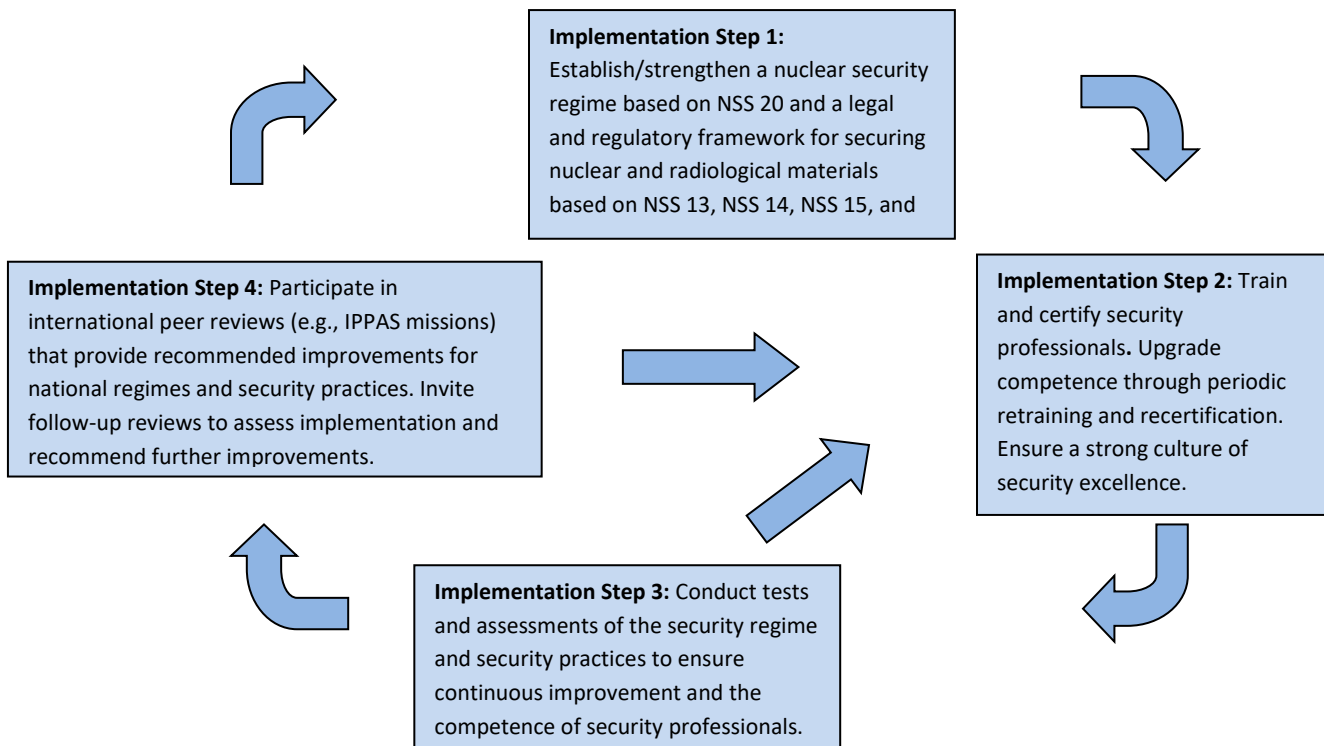 Implementation Step 1:
Establish/strengthen a nuclear security
regime based on NSS 20 and a legal
and regulatory framework for securing
nuclear and radiological materials
based on NSS 13, NSS 14, NSS 15, and
Implementation Step 2: Train
and certify security
professionals. Upgrade
competence through periodic
retraining and recertification.
Ensure a strong culture of
security excellence.
Implementation Step 3: Conduct tests
and assessments of the security regime
and security practices to ensure
continuous improvement and the
competence of security professionals.
Implementation Step 4: Participate in
international peer reviews (e.g., IPPAS missions)
that provide recommended improvements for
national regimes and security practices. Invite
follow-up reviews to assess implementation and
recommend further improvements.